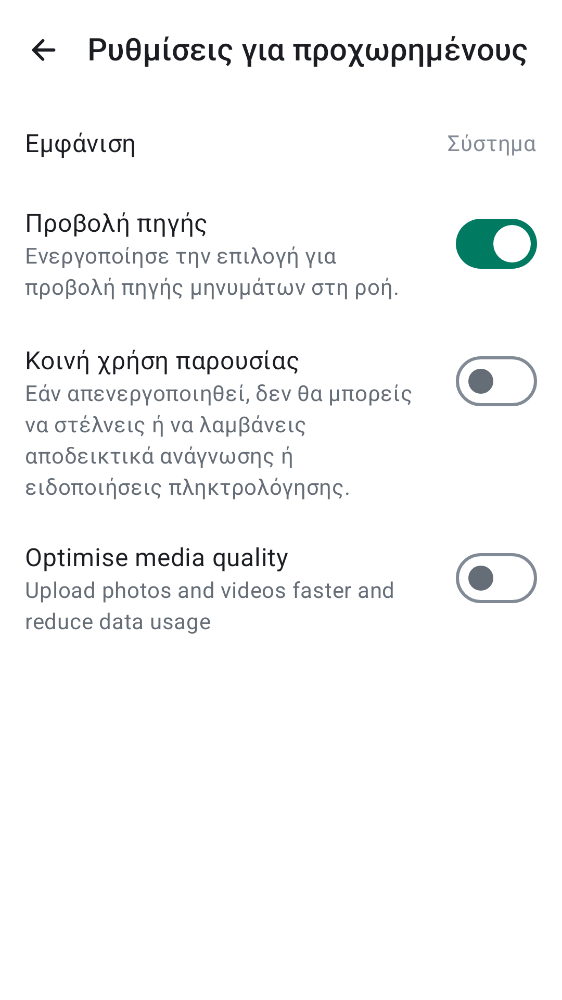 Ρυθμίσεις για προχωρημένους
Εμφάνιση
Σύστημα
Προβολή πηγής
Ενεργοποίησε την επιλογή για
προβολή πηγής μηνυμάτων στη ροή.
Κοινή χρήση παρουσίας
Εάν απενεργοποιηθεί, δεν θα μπορείς
να στέλνεις ή να λαμβάνεις
αποδεικτικά ανάγνωσης ή
ειδοποιήσεις πληκτρολόγησης.
Optimise media quality
Upload photos and videos faster and
reduce data usage